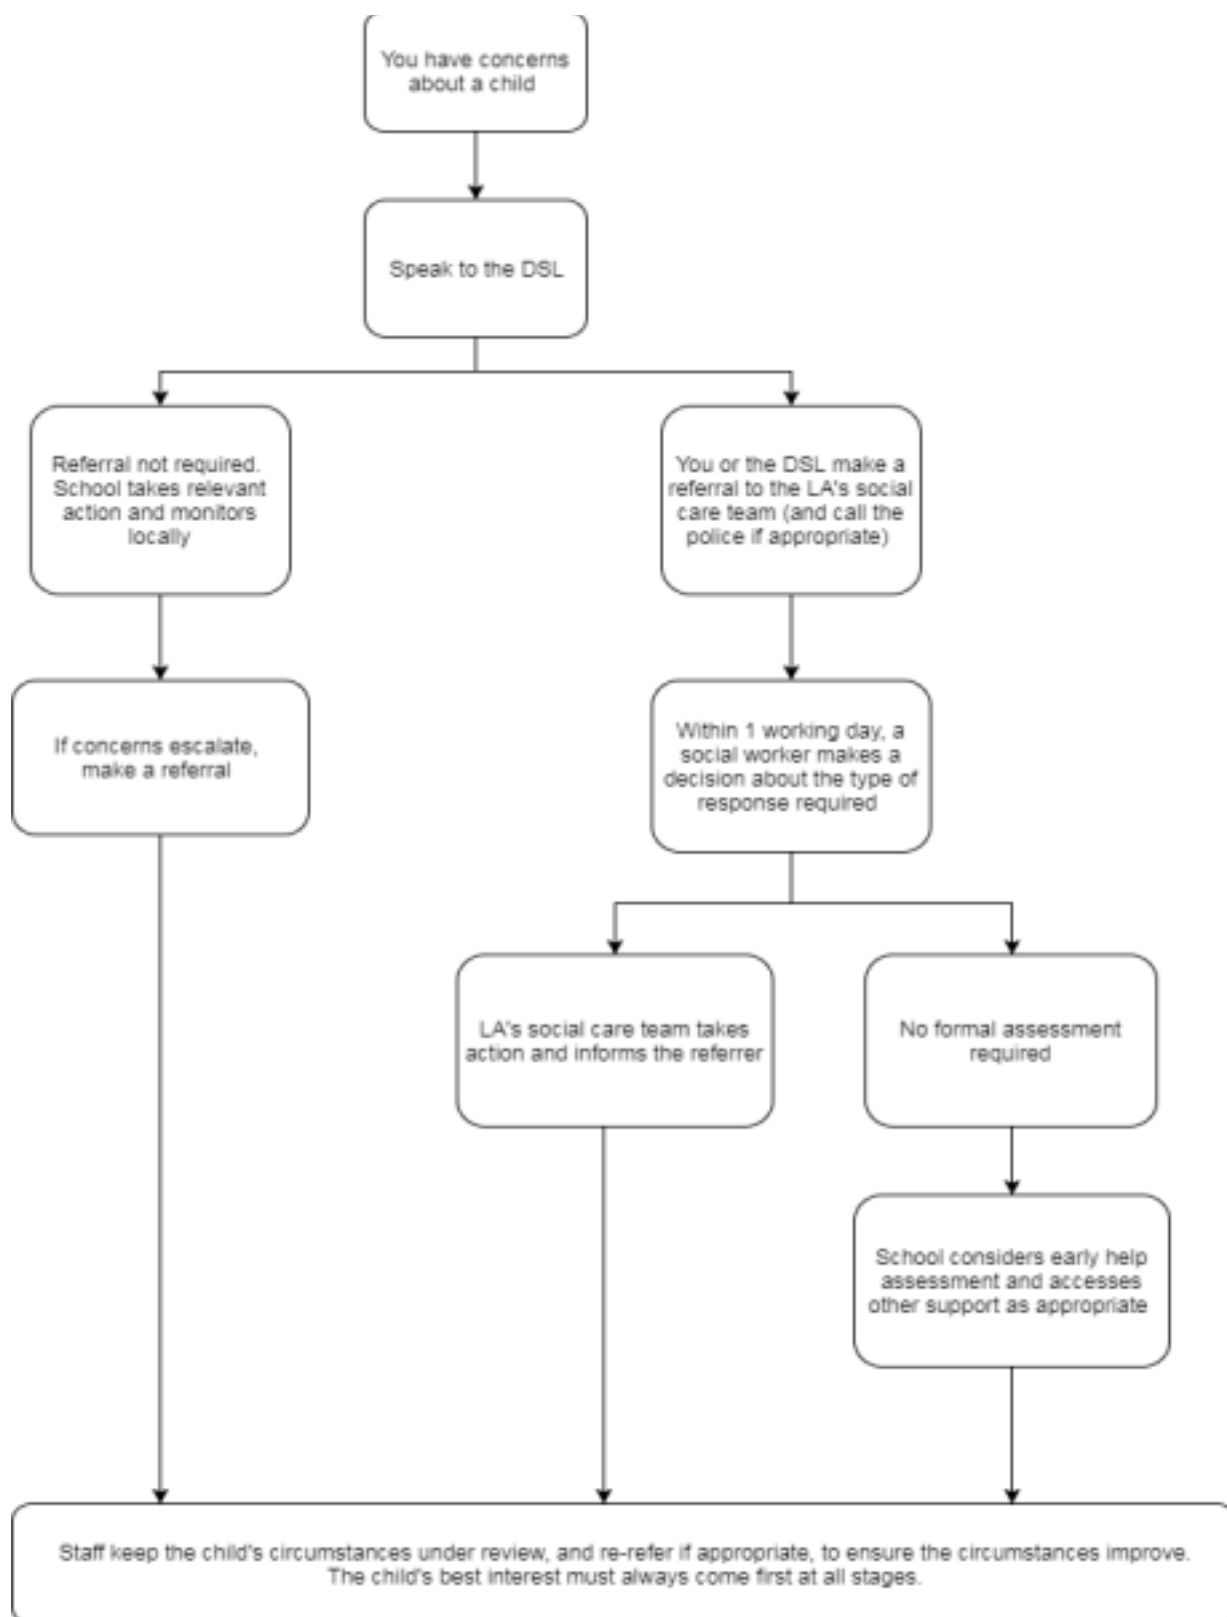 You have concerns
about a child
Speak to the DSL
Referral not required.
School takes relevant
action and monitors
locally
You or the DSL make a
referral to the LA's social
care team (and call the
police if appropriate)
If concerns escalate,
make a referral
Within 1 working day, a
social worker makes a
decision about the type of
response required
LA's social care team takes
action and informs the referrer
No formal assessment
required
School considers early help
assessment and accesses
other support as appropriate
Staff keep the child's circumstances under review, and re-refer if appropriate, to ensure the circumstances improve.
The child's best interest must always come first at all stages.